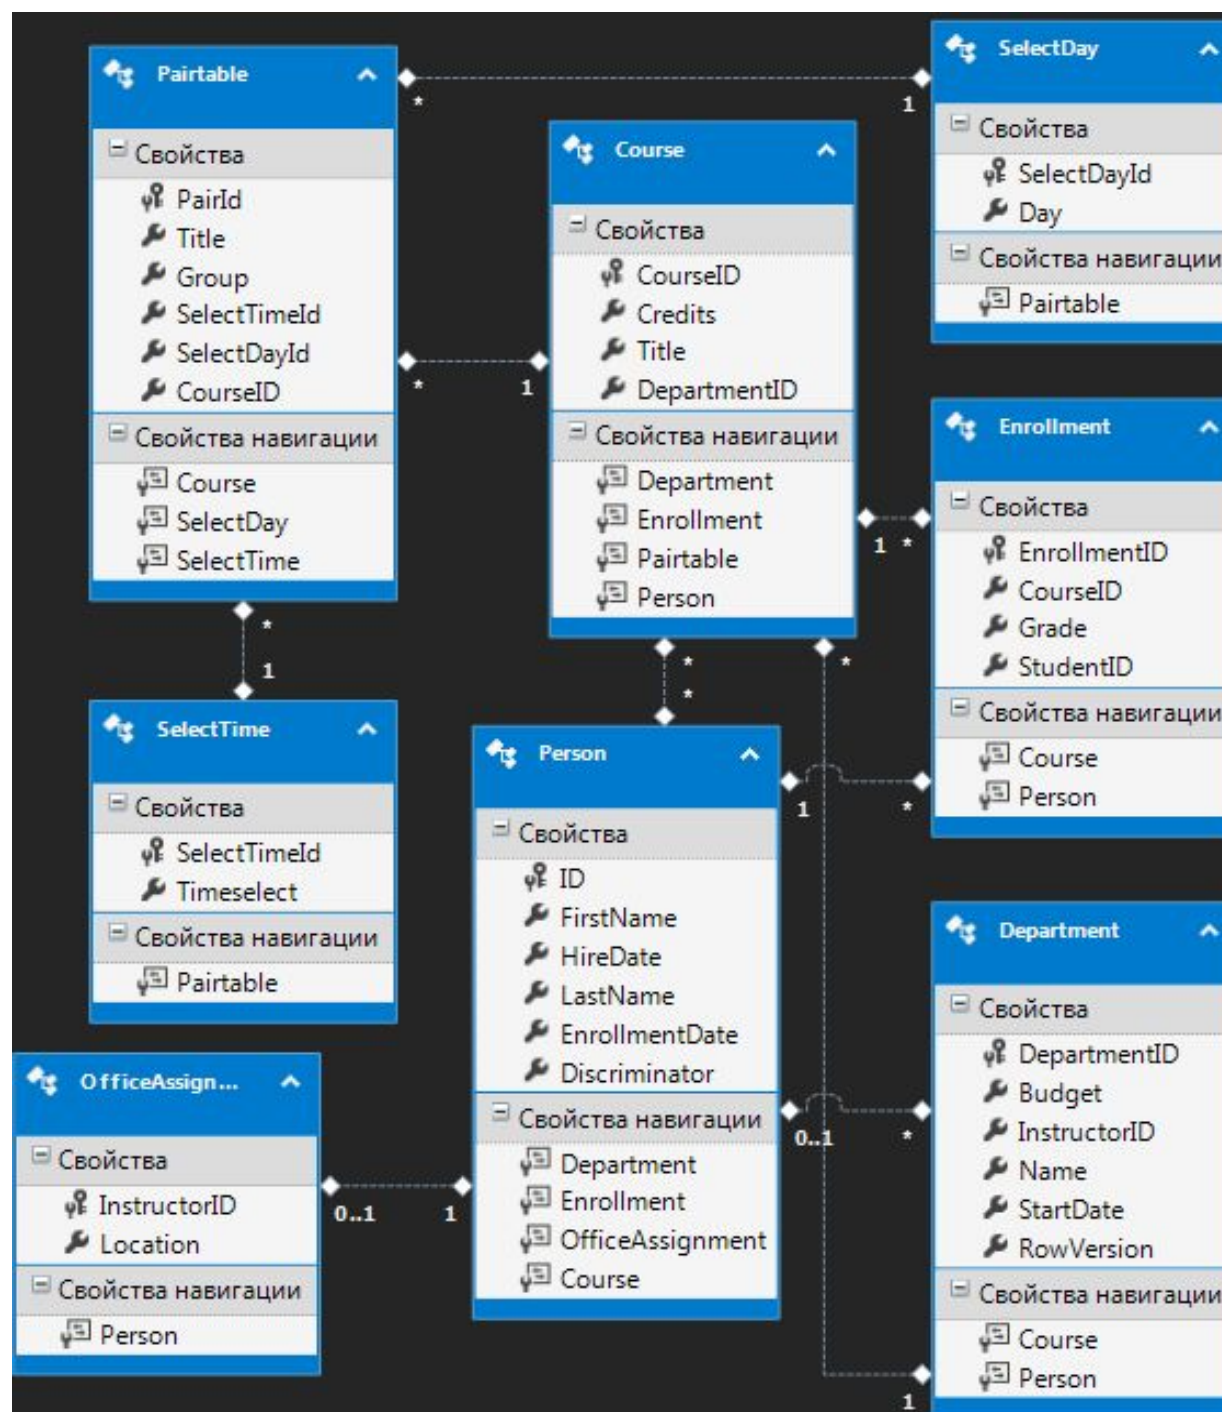 Pairtable
Свойства
PairId
Title
Group
SelectTimeId
SelectDayId
CourseID
Свойства навигации
Course
SelectDay
SelectTime
*
1
*
1
Course
Свойства
CourseID
Credits
Title
DepartmentID
Свойства навигации
Department
Enrollment
Pairtable
Person
SelectDay
Свойства
SelectDayId
Day
Свойства навигации
Pairtable
1 *
Enrollment
Свойства
EnrollmentID
CourseID
Grade
StudentID
Свойства навигации
Course
Person
*
1
SelectTime
Свойства
SelectTimeId
Timeselect
Свойства навигации
Pairtable
*
*
*
Person
Свойства
ID
FirstName
HireDate
LastName
EnrollmentDate
Discriminator
Свойства навигации
Department
Enrollment
OfficeAssignment
Course
1
*
0..1
*
Department
Свойства
DepartmentID
Budget
InstructorID
Name
StartDate
RowVersion
Свойства навигации
Course
Person
1
OfficeAssign...
Свойства
InstructorID
Location
Свойства навигации
Person
0..1
1